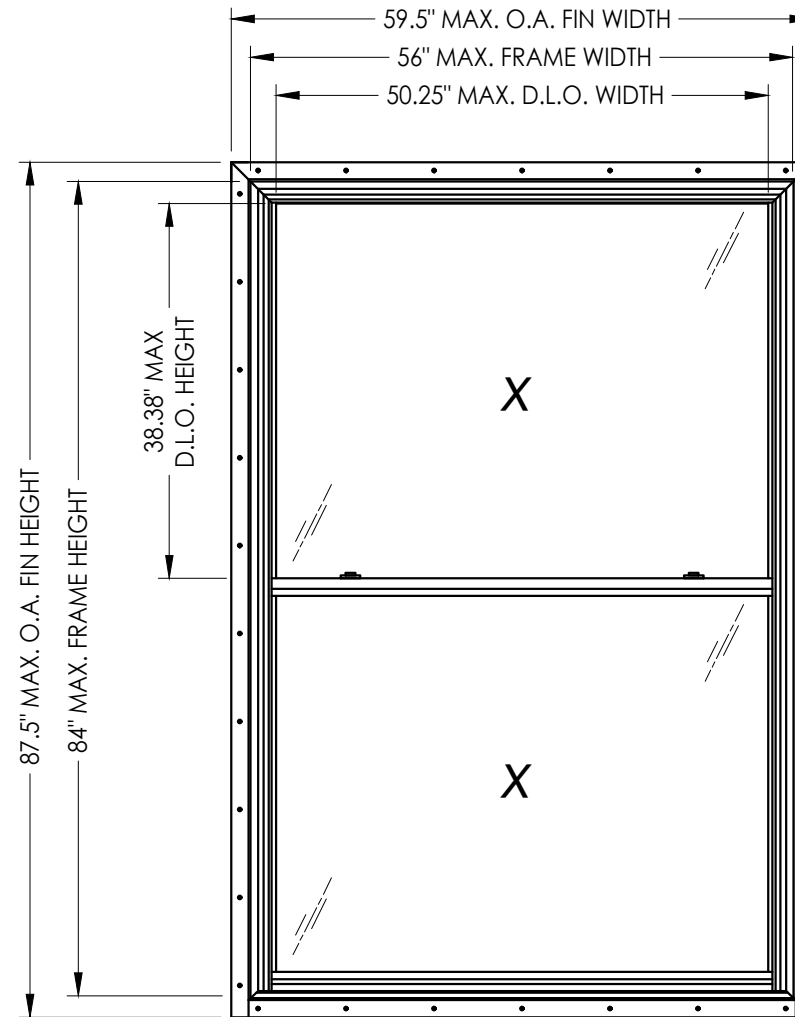 59.5" MAX. O.A. FIN WIDTH
56" MAX. FRAME WIDTH
50.25" MAX. D.L.O. WIDTH
87.5" MAX. O.A. FIN HEIGHT
84" MAX. FRAME HEIGHT
38.38" MAX
D.L.O. HEIGHT
X
X